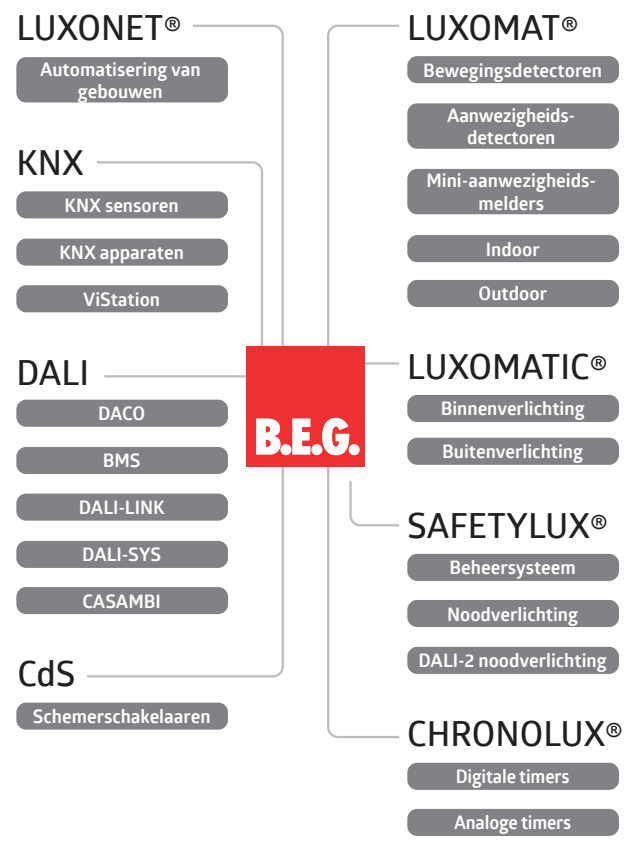 LUXONET®
Automatisering van
gebouwen
KNX
KNX sensoren
KNX apparaten
ViStation
DALI
DACO
BMS
DALI-LINK
DALI-SYS
CASAMBI
CdS
Schemerschakelaaren
B.E.G.
LUXOMAT®
Bewegingsdetectoren
Aanwezigheids-
detectoren
Mini-aanwezigheids-
melders
Indoor
Outdoor
LUXOMATIC®
Binnenverlichting
Buitenverlichting
SAFETYLUX®
Beheersysteem
Noodverlichting
DALI-2 noodverlichting
CHRONOLUX®
Digitale timers
Analoge timers